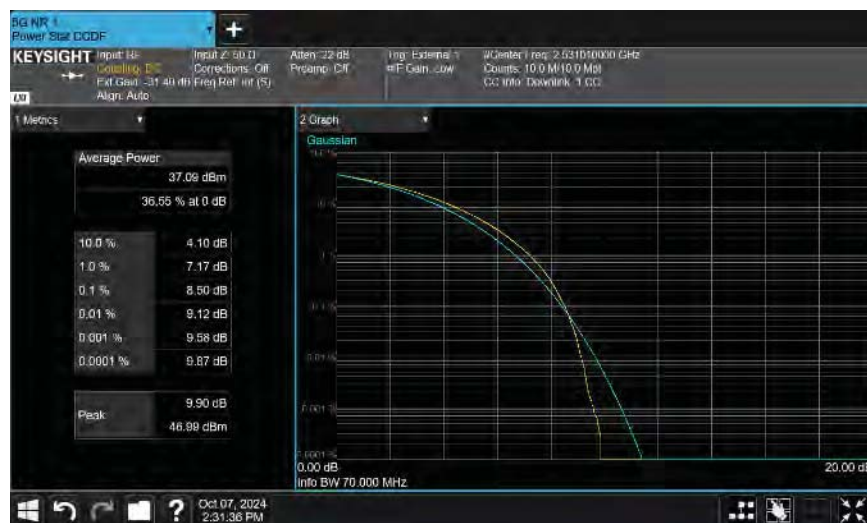 5G NR 1
Power Stat CCDF
KEYSIGHT
Input: RF
Coupling: DC
Ext Gain: -31.40 dB
Align: Auto
Input Z: 50 Ω
Corrections: Off
Freq Ref: Int (S)
Atten: 22 dB
Preamp: Off
Trig: External 1
#IF Gain: Low
#Center Freq: 2.531010000 GHz
Counts: 10.0 M/10.0 Mpt
CC Info: Downlink, 1 CC
LXI
1 Metrics
Average Power
37.09 dBm
36.55 % at 0 dB
10.0 % 4.10 dB
1.0 % 7.17 dB
0.1 % 8.50 dB
0.01 % 9.12 dB
0.001 % 9.58 dB
0.0001 % 9.87 dB
Peak
9.90 dB
46.99 dBm
2 Graph
Gaussian
0.00 dB
20.00 dB
Info BW 70.000 MHz
Oct 07, 2024
2:31:36 PM